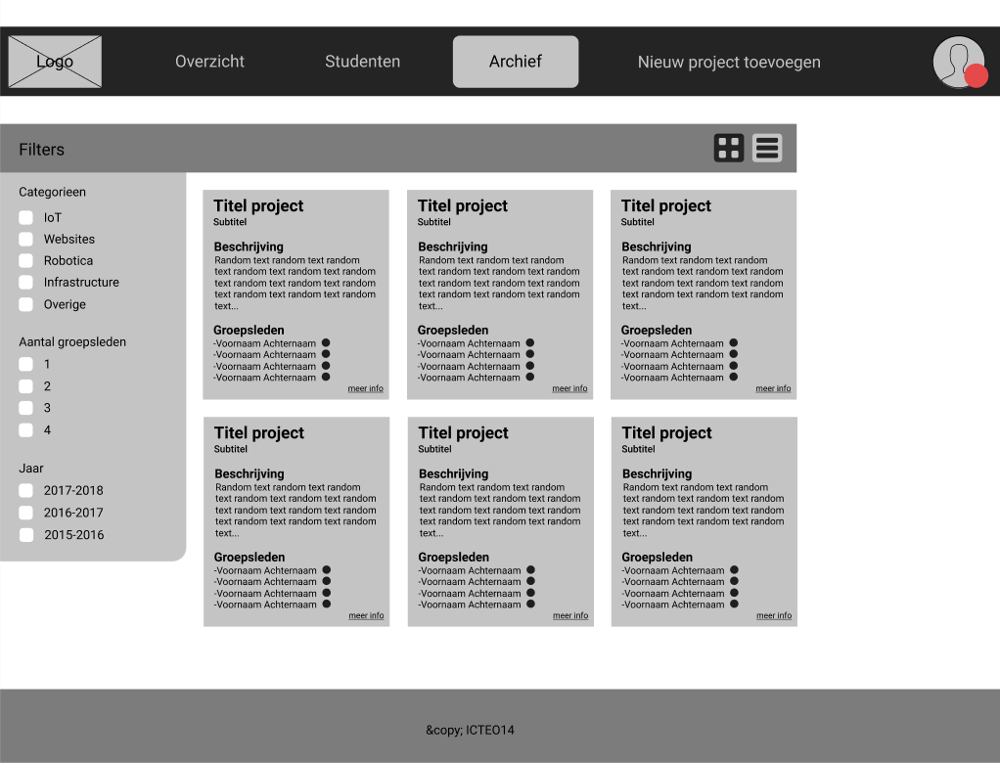 Logo
Overzicht
Studenten
Archief
Nieuw project toevoegen
Filters
Categorieen
IoT
Websites
Robotica
Infrastructure
Overige
Aantal groepsleden
1
2
3
4
Jaar
2017-2018
2016-2017
2015-2016
Titel project
Subtitel
Beschrijving
Random text random text random
text random text random text random
text random text random text random
text random text random text random
text...
Groepsleden
-Voornaam Achternaam
-Voornaam Achternaam
-Voornaam Achternaam
-Voornaam Achternaam
meer info
Titel project
Subtitel
Beschrijving
Random text random text random
text random text random text random
text random text random text random
text random text random text random
text...
Groepsleden
-Voornaam Achternaam
-Voornaam Achternaam
-Voornaam Achternaam
-Voornaam Achternaam
meer info
Titel project
Subtitel
Beschrijving
Random text random text random
text random text random text random
text random text random text random
text random text random text random
text...
Groepsleden
-Voornaam Achternaam
-Voornaam Achternaam
-Voornaam Achternaam
-Voornaam Achternaam
meer info
Titel project
Subtitel
Beschrijving
Random text random text random
text random text random text random
text random text random text random
text random text random text random
text...
Groepsleden
-Voornaam Achternaam
-Voornaam Achternaam
-Voornaam Achternaam
-Voornaam Achternaam
meer info
Titel project
Subtitel
Beschrijving
Random text random text random
text random text random text random
text random text random text random
text random text random text random
text...
Groepsleden
-Voornaam Achternaam
-Voornaam Achternaam
-Voornaam Achternaam
-Voornaam Achternaam
meer info
Titel project
Subtitel
Beschrijving
Random text random text random
text random text random text random
text random text random text random
text random text random text random
text...
Groepsleden
-Voornaam Achternaam
-Voornaam Achternaam
-Voornaam Achternaam
-Voornaam Achternaam
meer info
&copy; ICTEO14